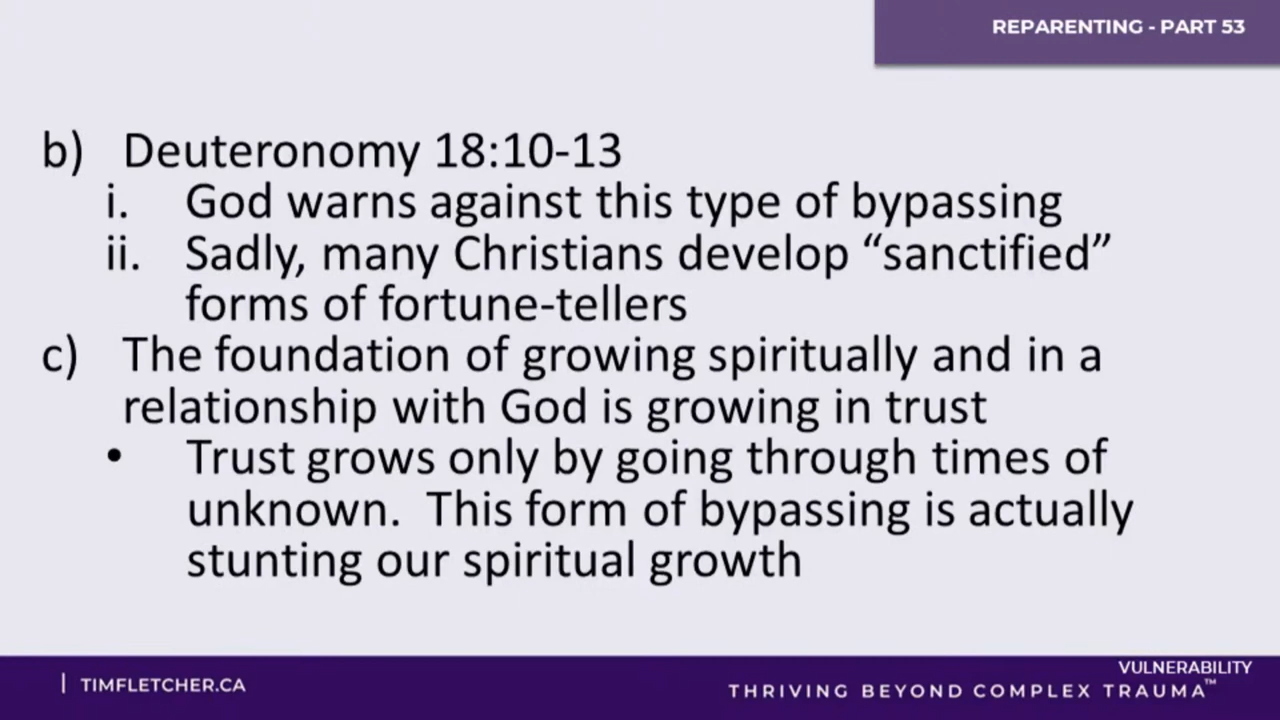 REPARENTING - PART 53
b) Deuteronomy 18:10-13
i. God warns against this type of bypassing
ii. Sadly, many Christians develop “sanctified”
forms of fortune-tellers
c) The foundation of growing spiritually and in a
relationship with God is growing in trust
• Trust grows only by going through times of
unknown.  This form of bypassing is actually
stunting our spiritual growth
| TIMFLETCHER.CA
VULNERABILITY
THRIVING BEYOND COMPLEX TRAUMA™